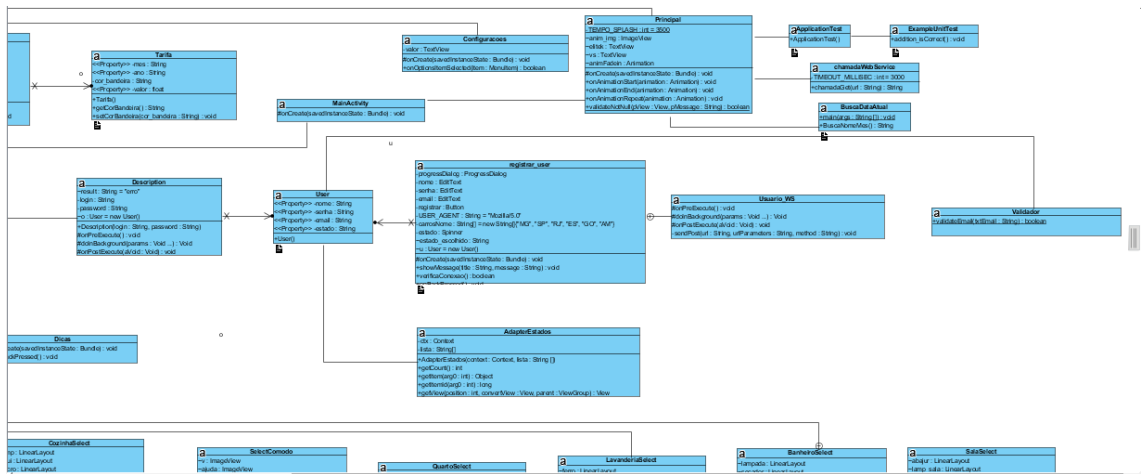 Principal
-TEMPO_SPLASH : int = 3500
-anim_img : ImageView
-elitek : TextView
-vs : TextView
-animFadein : Animation
#onCreate(savedInstanceState : Bundle) : void
+onAnimationStart(animation : Animation) : void
+onAnimationEnd(animation : Animation) : void
+onAnimationRepeat(animation : Animation) : void
+validateNotNull(pView : View, pMessage : String) : boolean
ApplicationTest
+ApplicationTest()
ExampleUnitTest
+addition_isCorrect() : void
Configuracoes
-valor : TextView
#onCreate(savedInstanceState : Bundle) : void
+onOptionsItemSelected(item : MenuItem) : boolean
Tarifa
<<Property>> -mes : String
<<Property>> -ano : String
-cor_bandeira : String
<<Property>> -valor : float
+Tarifa()
+getCorBandeira() : String
+setCorBandeira(cor_bandeira : String) : void
chamadaWebService
-TIMEOUT_MILLISEC : int = 3000
+chamadaGet(url : String) : String
MainActivity
#onCreate(savedInstanceState : Bundle) : void
BuscaDataAtual
+main(args : String[]) : void
+BuscaNomeMes() : String
Description
~result : String = "erro"
-login : String
-password : String
~o : User = new User()
+Description(login : String, password : String)
#onPreExecute() : void
#doInBackground(params : Void ...) : Void
#onPostExecute(aVoid : Void) : void
User
<<Property>> -nome : String
<<Property>> -senha : String
<<Property>> -email : String
<<Property>> -estado : String
+User()
registrar_user
-progressDialog : ProgressDialog
-nome : EditText
-senha : EditText
-email : EditText
-registrar : Button
-USER_AGENT : String = "Mozilla/5.0"
-estado : Spinner
~estado_escolhido : String
~u : User = new User()
#onCreate(savedInstanceState : Bundle) : void
+showMessage(title : String, message : String) : void
+verificaConexao() : boolean
Usuario_WS
#onPreExecute() : void
#doInBackground(params : Void ...) : Void
#onPostExecute(aVoid : Void) : void
-sendPost(url : String, urlParameters : String, method : String) : void
Validador
+validateEmail(txtEmail : String) : boolean
AdapterEstados
-ctx : Context
-lista : String[]
+AdapterEstados(context : Context, lista : String [])
+getCount() : int
+getItem(arg0 : int) : Object
+getItemId(arg0 : int) : long
+getView(position : int, convertView : View, parent : ViewGroup) : View
Dicas
eate(savedInstanceState : Bundle) : void
ckPressed() : void
CozinhaSelect
: LinearLayout
ui : LinearLayout
: LinearLayout
SelectComodo
~v : ImageView
~ajuda : ImageView
QuartoSelect
LavanderiaSelect
BanheiroSelect
~lampada : LinearLayout
SalaSelect
~abajur : LinearLayout
~lamp_sala : LinearLayout